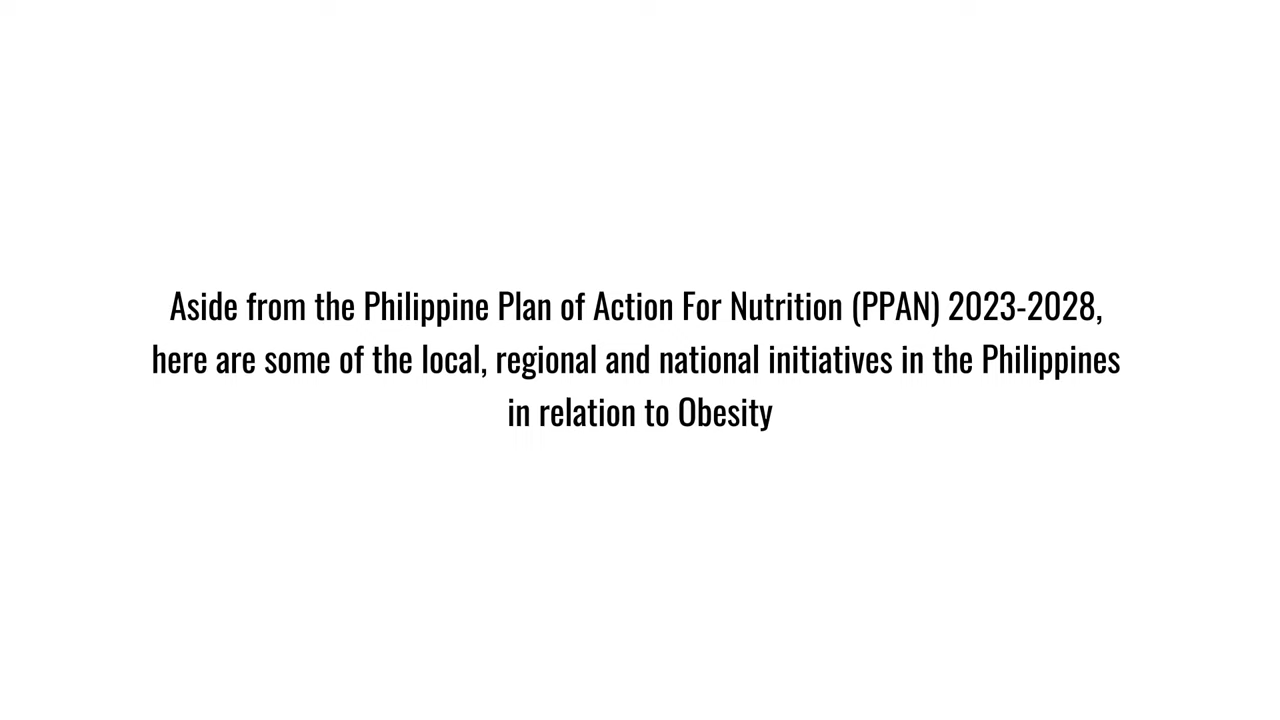 Aside from the Philippine Plan of Action For Nutrition (PPAN) 2023-2028,
here are some of the local, regional and national initiatives in the Philippines
in relation to Obesity